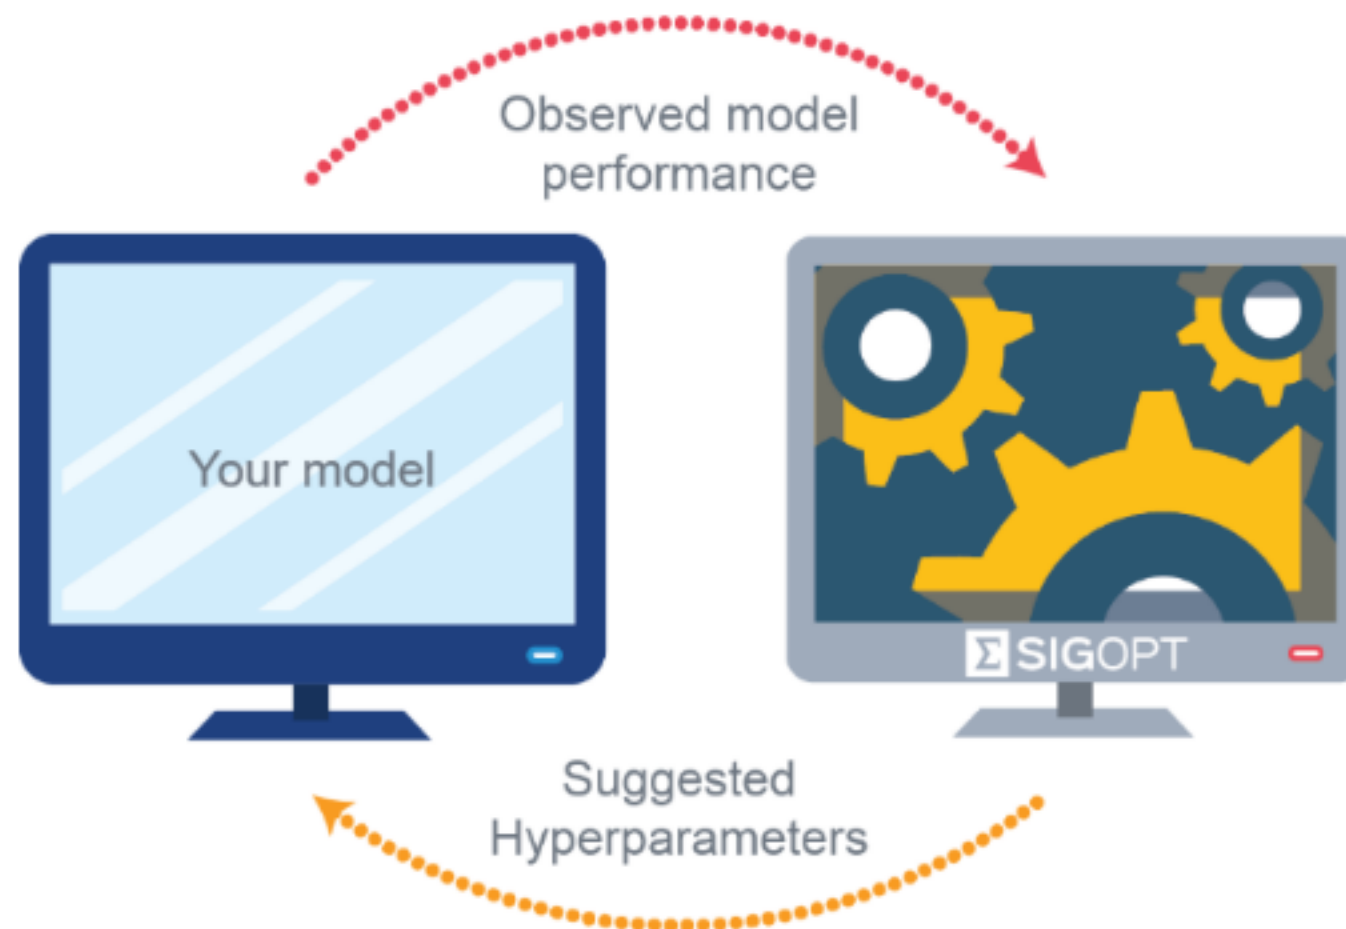 Observed model
performance
Your model
Σ SIGOPT
Suggested
Hyperparameters